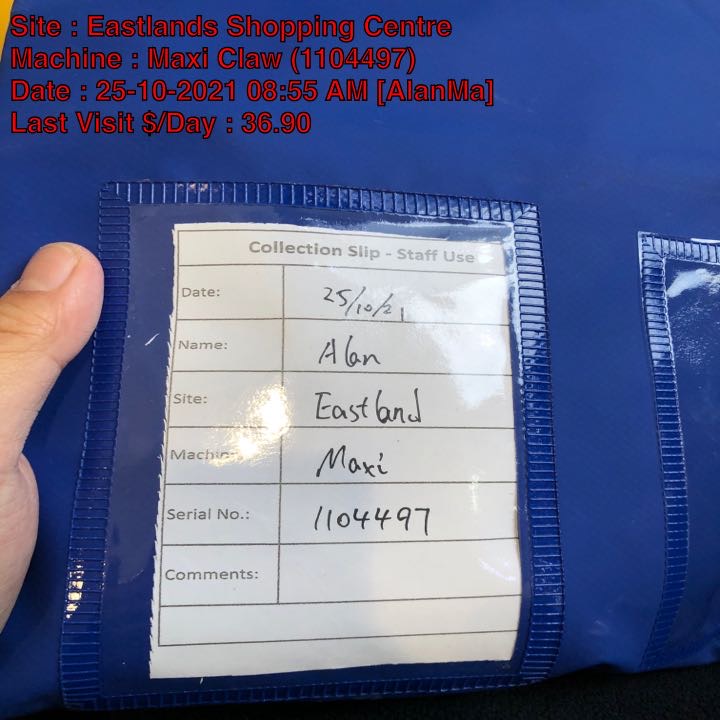 Site : Eastlands Shopping Centre
Machine : Maxi Claw (1104497)
Date : 25-10-2021 08:55 AM [AlanMa]
Last Visit $/Day : 36.90
Collection Slip - Staff Use
Date: 25/10/21
Name: Alan
Site: Eastland
Machine: Maxi
Serial No.: 1104497
Comments: